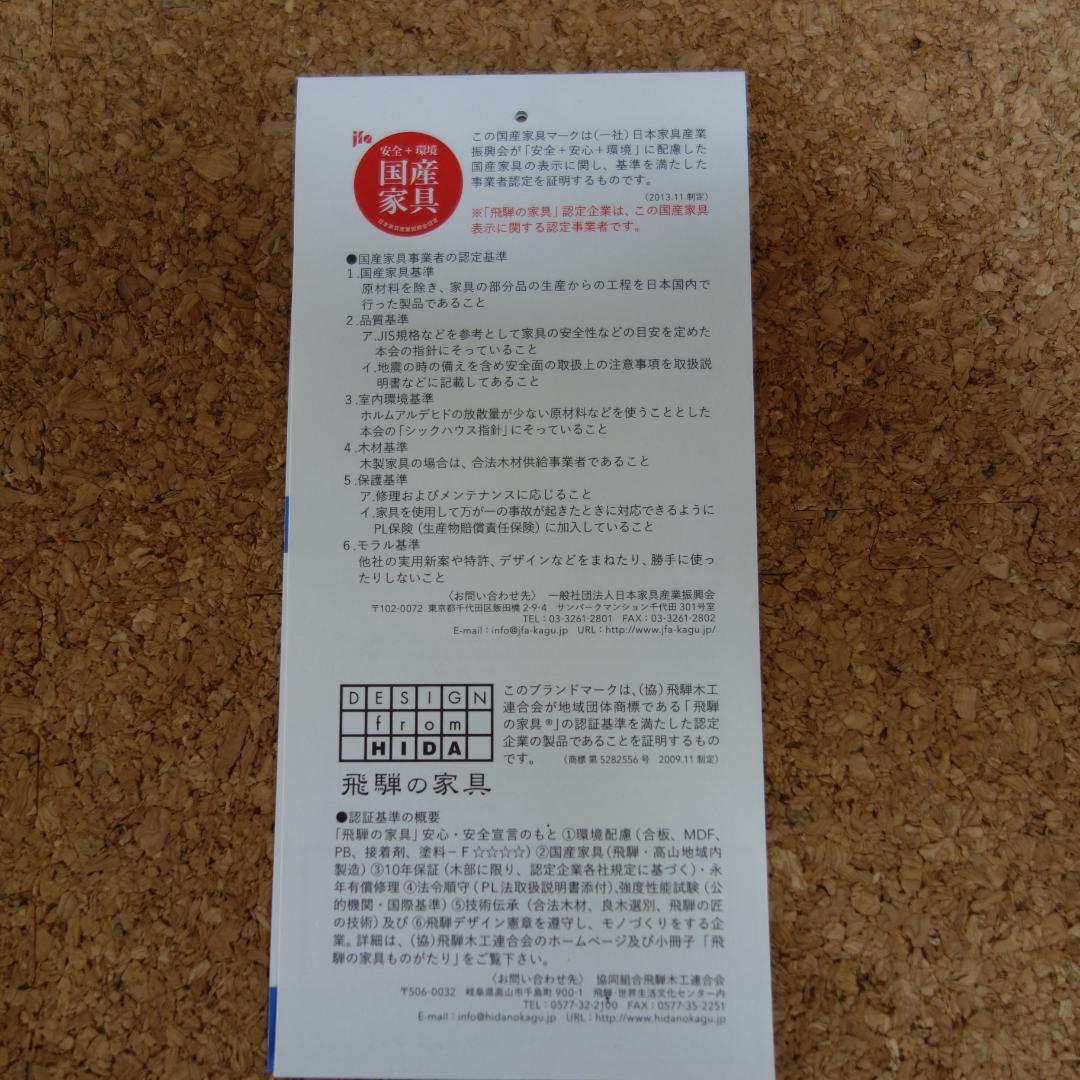 jfa
安全+環境
国産
家具
この国産家具マークは(一社)日本家具産業
振興会が「安全+安心+環境」に配慮した
国産家具の表示に関し、基準を満たした
事業者認定を証明するものです。
(2013.11 制定)
※「飛騨の家具」認定企業は、この国産家具
表示に関する認定事業者です。
●国産家具事業者の認定基準
1.国産家具基準
原材料を除き、家具の部分品の生産からの工程を日本国内で
行った製品であること
2.品質基準
ア.JIS規格などを参考として家具の安全性などの目安を定めた
本会の指針にそっていること
イ.地震の時の備えを含め安全面の取扱上の注意事項を取扱説
明書などに記載してあること
3.室内環境基準
ホルムアルデヒドの放散量が少ない原材料などを使うこととした
本会の「シックハウス指針」にそっていること
4.木材基準
木製家具の場合は、合法木材供給事業者であること
5.保護基準
ア.修理およびメンテナンスに応じること
イ.家具を使用して万が一の事故が起きたときに対応できるように
PL保険(生産物賠償責任保険)に加入していること
6.モラル基準
他社の実用新案や特許、デザインなどをまねたり、勝手に使っ
たりしないこと
〈お問い合わせ先〉 一般社団法人日本家具産業振興会
〒102-0072 東京都千代田区飯田橋 2-9-4 サンパークマンション千代田 301号室
TEL:03-3261-2801 FAX:03-3261-2802
E-mail:info@jfa-kagu.jp URL:http://www.jfa-kagu.jp/
DESIGN
from
HIDA
飛騨の家具
このブランドマークは、(協)飛騨木工
連合会が地域団体商標である「飛騨
の家具®」の認証基準を満たした認定
企業の製品であることを証明するもの
です。 (商標 第 5282556 号 2009.11 制定)
●認証基準の概要
「飛騨の家具」安心・安全宣言のもと ①環境配慮(合板、MDF、
PB、接着剤、塗料-F☆☆☆☆) ②国産家具(飛騨・高山地域内
製造) ③10年保証(木部に限り、認定企業各社規定に基づく)・永
年有償修理 ④法令順守(PL法取扱説明書添付)、強度性能試験(公
的機関・国際基準) ⑤技術伝承(合法木材、良木選別、飛騨の匠
の技術)及び ⑥飛騨デザイン憲章を遵守し、モノづくりをする企
業。詳細は、(協)飛騨木工連合会のホームページ及び小冊子「飛
騨の家具ものがたり」をご覧下さい。
〈お問い合わせ先〉 協同組合飛騨木工連合会
〒506-0032 岐阜県高山市千島町 900-1 飛騨・世界生活文化センター内
TEL:0577-32-2100 FAX:0577-35-2251
E-mail:info@hidanokagu.jp URL:http://www.hidanokagu.jp